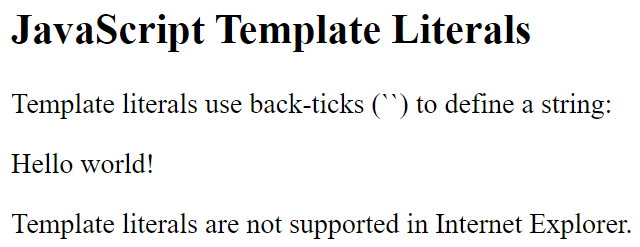 JavaScript Template Literals
Template literals use back-ticks (``) to define a string:
Hello world!
Template literals are not supported in Internet Explorer.